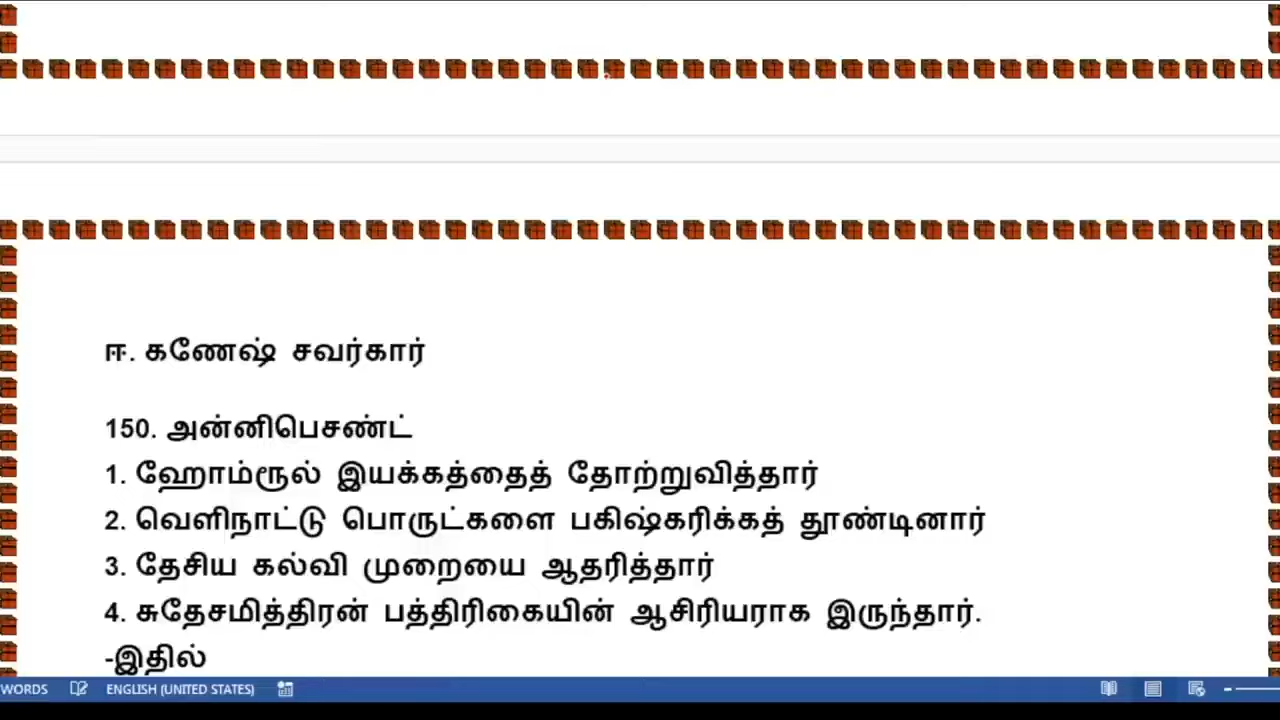 ஈ. கணேஷ் சவர்கார்
150. அன்னிபெசண்ட்
1. ஹோம்ரூல் இயக்கத்தைத் தோற்றுவித்தார்
2. வெளிநாட்டு பொருட்களை பகிஷ்கரிக்கத் தூண்டினார்
3. தேசிய கல்வி முறையை ஆதரித்தார்
4. சுதேசமித்திரன் பத்திரிகையின் ஆசிரியராக இருந்தார்.
-இதில்
WORDS ENGLISH (UNITED STATES)